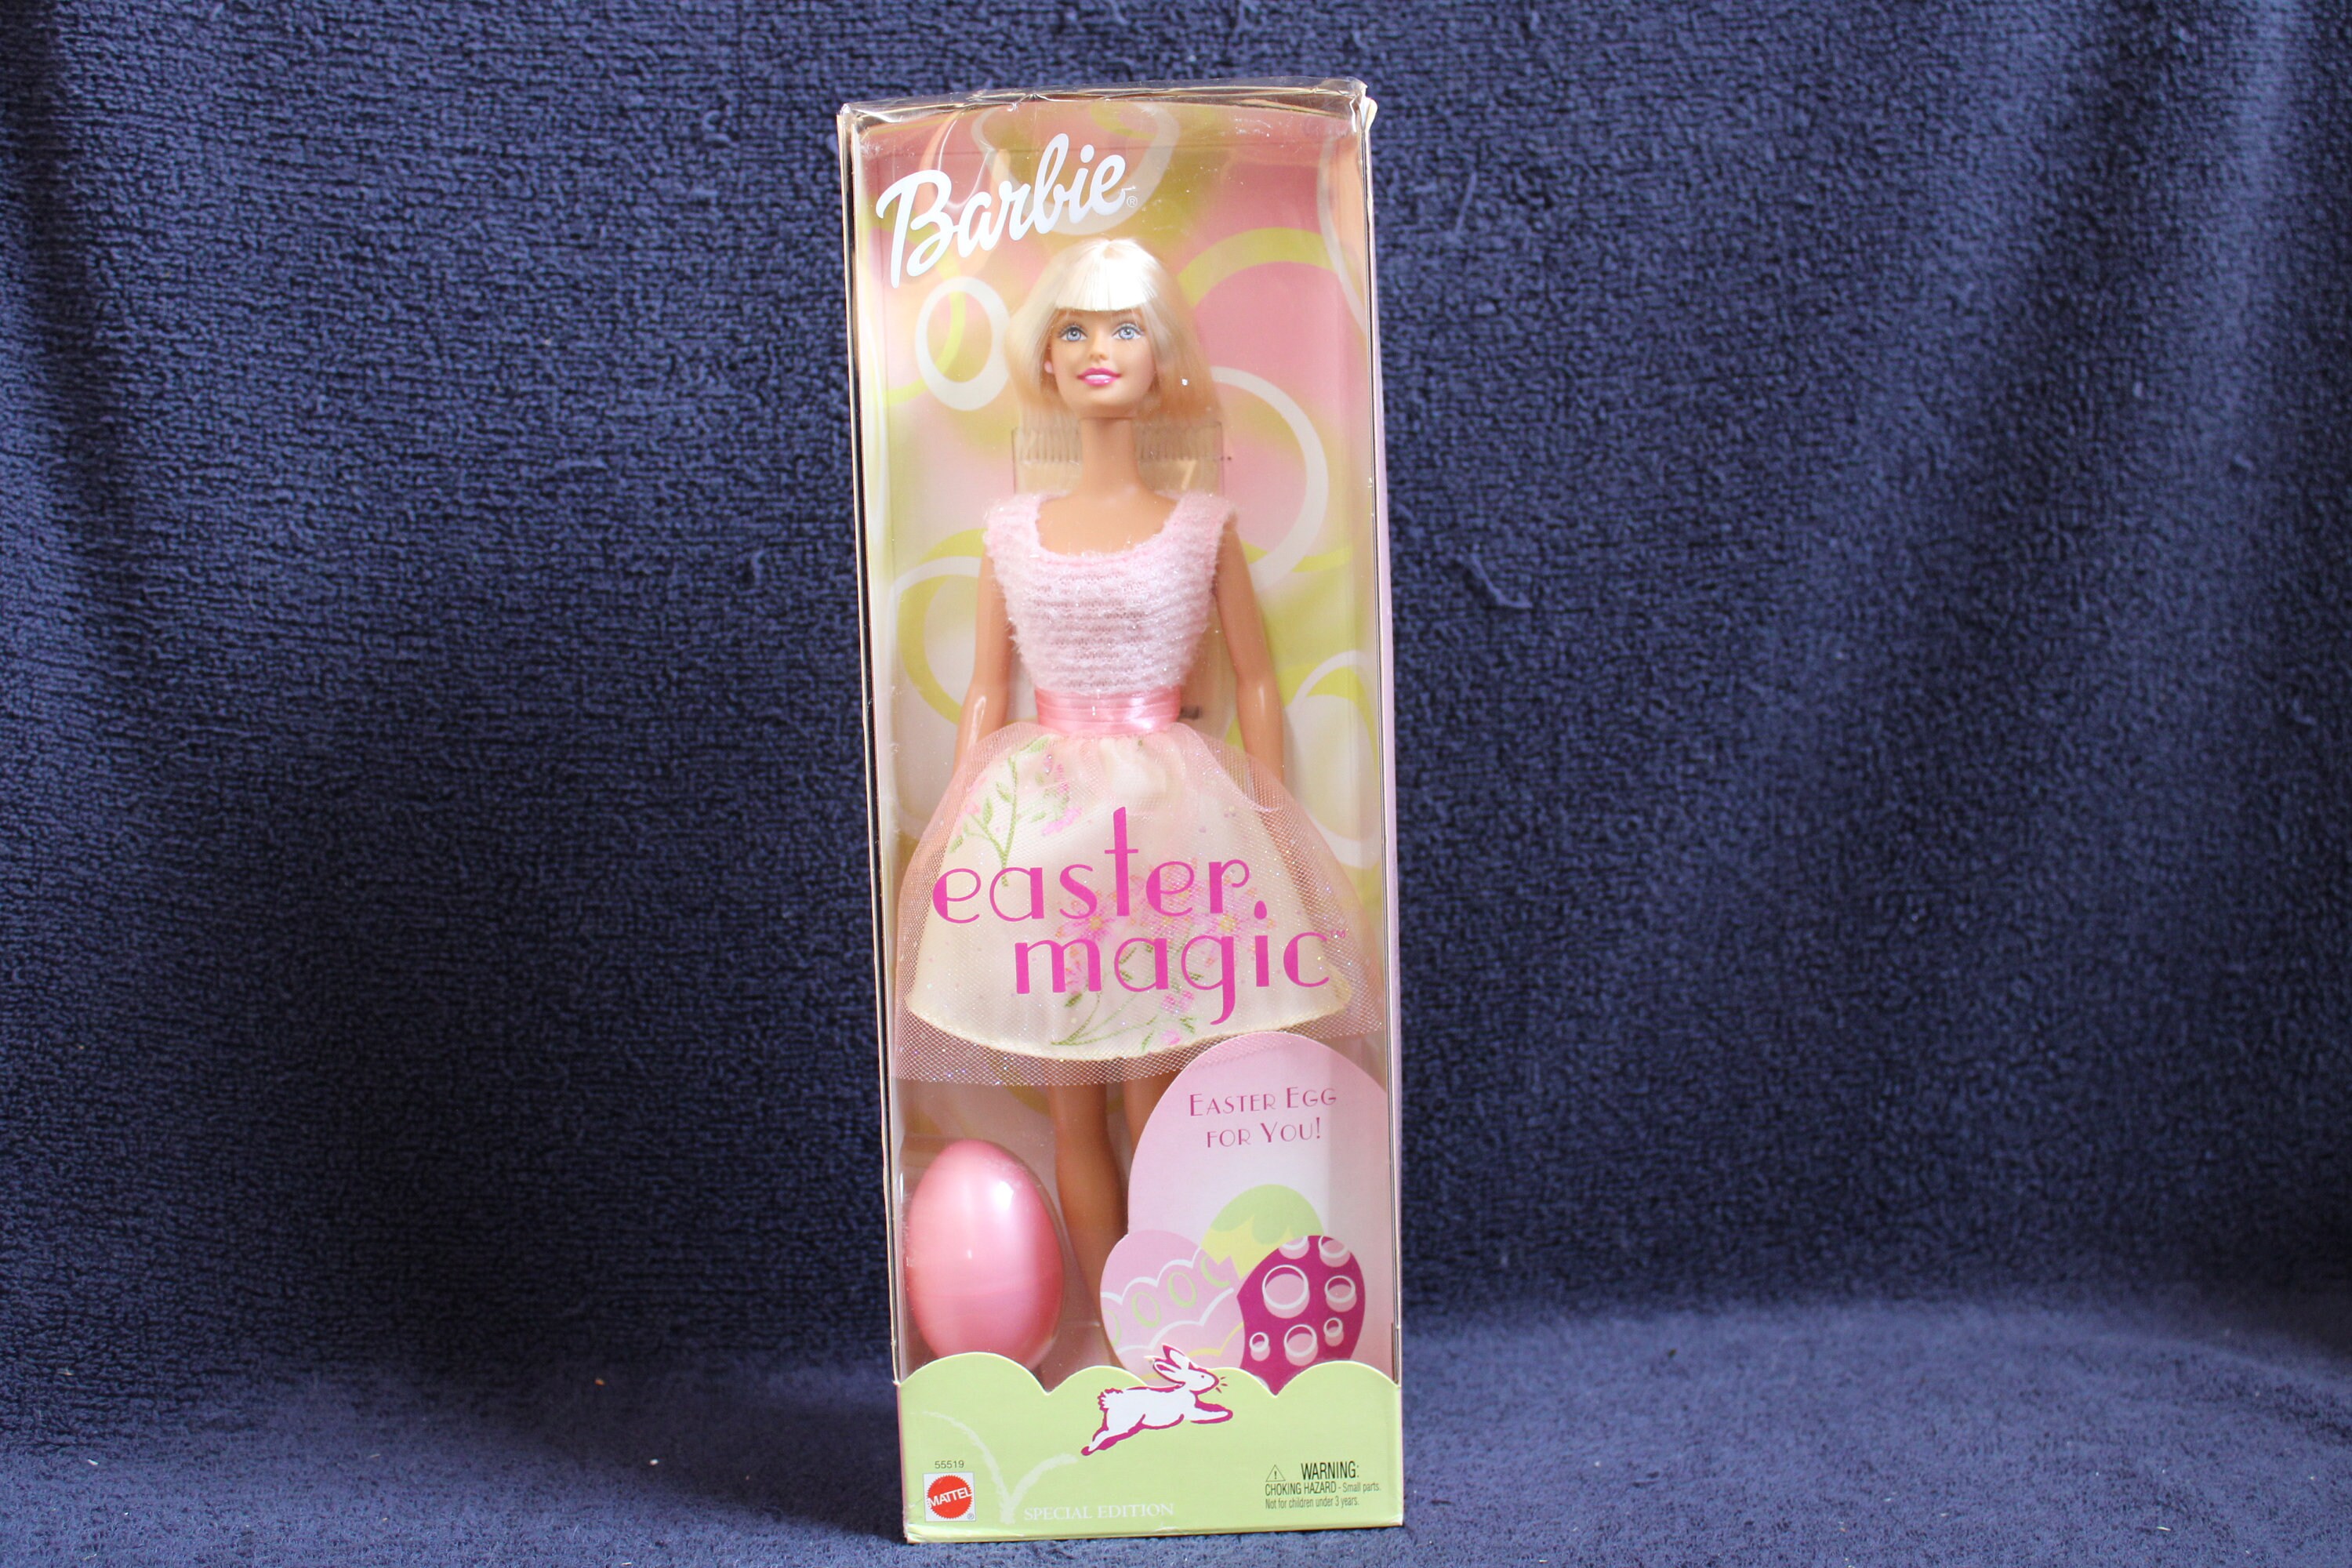 Barbie®
easter
magic™
EASTER EGG
FOR YOU!
55519
MATTEL®
SPECIAL EDITION
WARNING:
CHOKING HAZARD - Small parts.
Not for children under 3 years.